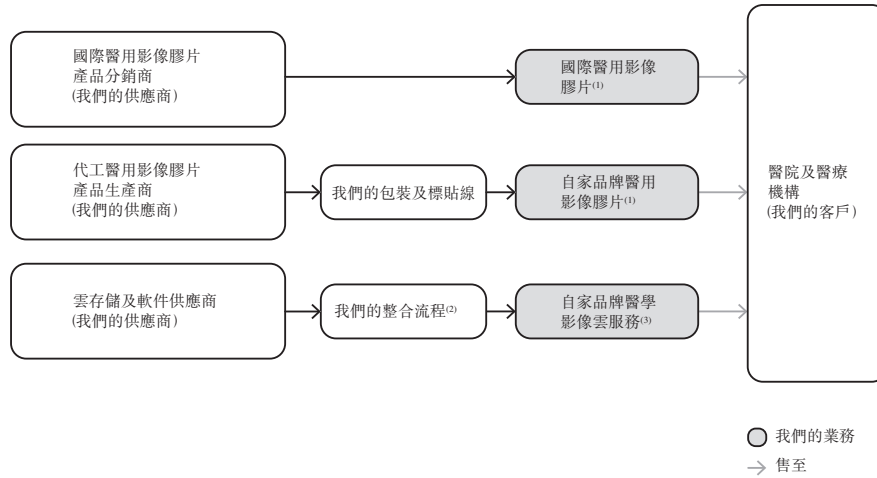 國際醫用影像膠片
產品分銷商
(我們的供應商)
國際醫用影像
膠片(1)
代工醫用影像膠片
產品生產商
(我們的供應商)
我們的包裝及標貼線
自家品牌醫用
影像膠片(1)
雲存儲及軟件供應商
(我們的供應商)
我們的整合流程(2)
自家品牌醫學
影像雲服務(3)
醫院及醫療
機構
(我們的客戶)
我們的業務
售至